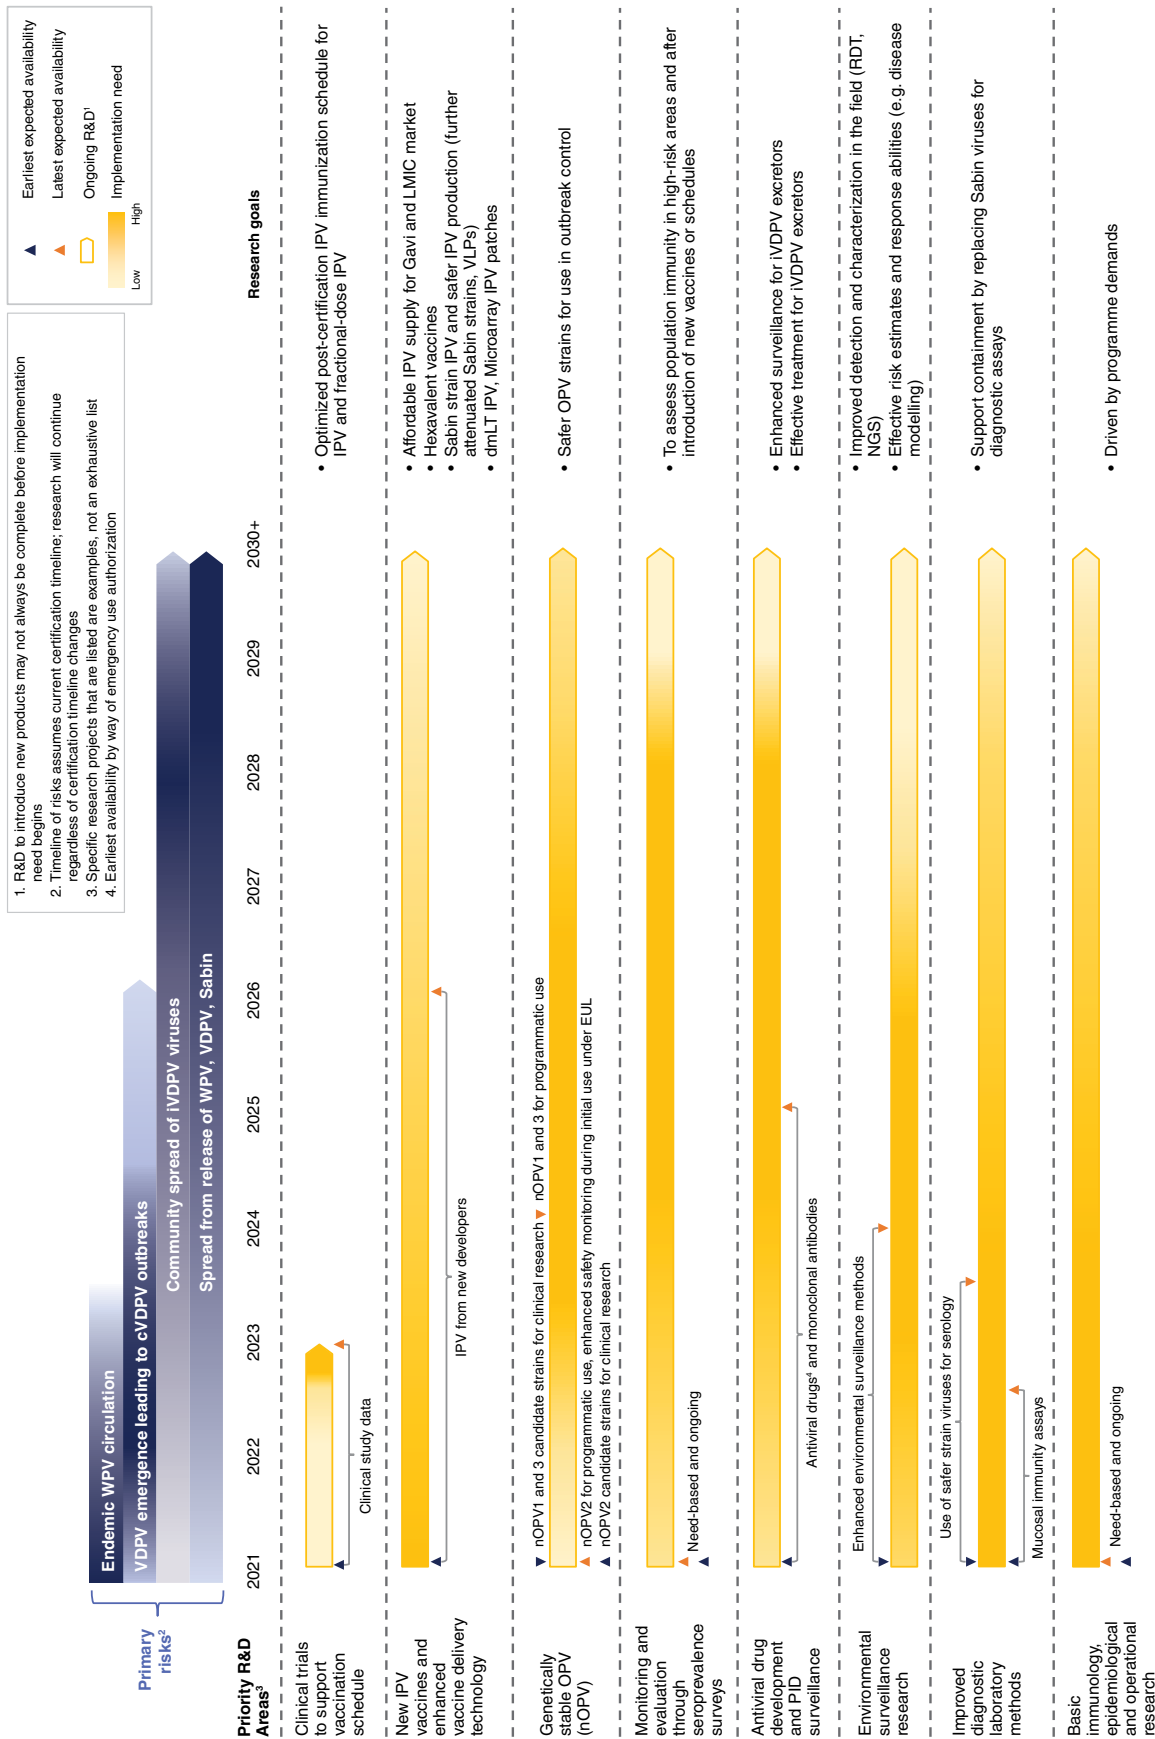 1. R&D to introduce new products may not always be complete before implementation
need begins
2. Timeline of risks assumes current certification timeline; research will continue
regardless of certification timeline changes
3. Specific research projects that are listed are examples, not an exhaustive list
4. Earliest availability by way of emergency use authorization
Earliest expected availability
Latest expected availability
Ongoing R&D¹
Implementation need
Low
High
Primary
risks²
Endemic WPV circulation
VDPV emergence leading to cVDPV outbreaks
Community spread of iVDPV viruses
Spread from release of WPV, VDPV, Sabin
Priority R&D
Areas³
2021
2022
2023
2024
2025
2026
2027
2028
2029
2030+
Research goals
Clinical trials
to support
vaccination
schedule
Clinical study data
• Optimized post-certification IPV immunization schedule for
IPV and fractional-dose IPV
New IPV
vaccines and
enhanced
vaccine delivery
technology
IPV from new developers
• Affordable IPV supply for Gavi and LMIC market
• Hexavalent vaccines
• Sabin strain IPV and safer IPV production (further
attenuated Sabin strains, VLPs)
• dmLT IPV, Microarray IPV patches
Genetically
stable OPV
(nOPV)
nOPV1 and 3 candidate strains for clinical research
nOPV1 and 3 for programmatic use
nOPV2 for programmatic use, enhanced safety monitoring during initial use under EUL
nOPV2 candidate strains for clinical research
• Safer OPV strains for use in outbreak control
Monitoring and
evaluation
through
seroprevalence
surveys
Need-based and ongoing
• To assess population immunity in high-risk areas and after
introduction of new vaccines or schedules
Antiviral drug
development
and PID
surveillance
Antiviral drugs⁴ and monoclonal antibodies
• Enhanced surveillance for iVDPV excretors
• Effective treatment for iVDPV excretors
Environmental
surveillance
research
Enhanced environmental surveillance methods
• Improved detection and characterization in the field (RDT,
NGS)
• Effective risk estimates and response abilities (e.g. disease
modelling)
Improved
diagnostic
laboratory
methods
Use of safer strain viruses for serology
Mucosal immunity assays
• Support containment by replacing Sabin viruses for
diagnostic assays
Basic
immunology,
epidemiological
and operational
research
Need-based and ongoing
• Driven by programme demands